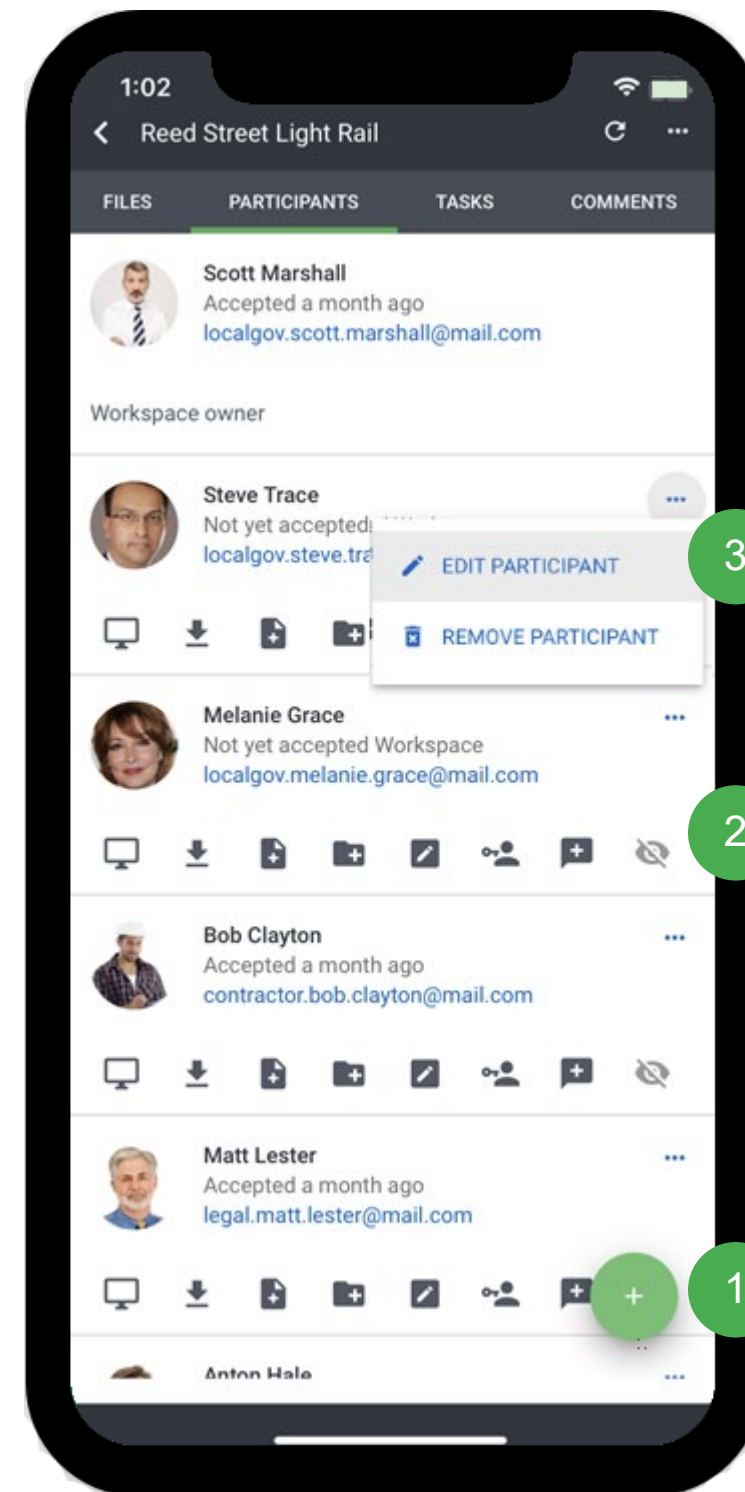 1:02
Reed Street Light Rail
FILES PARTICIPANTS TASKS COMMENTS
Scott Marshall
Accepted a month ago
localgov.scott.marshall@mail.com
Workspace owner
Steve Trace
Not yet accepted
localgov.steve.tra
EDIT PARTICIPANT
3
REMOVE PARTICIPANT
Melanie Grace
Not yet accepted Workspace
localgov.melanie.grace@mail.com
2
Bob Clayton
Accepted a month ago
contractor.bob.clayton@mail.com
Matt Lester
Accepted a month ago
legal.matt.lester@mail.com
1
Anton Hale